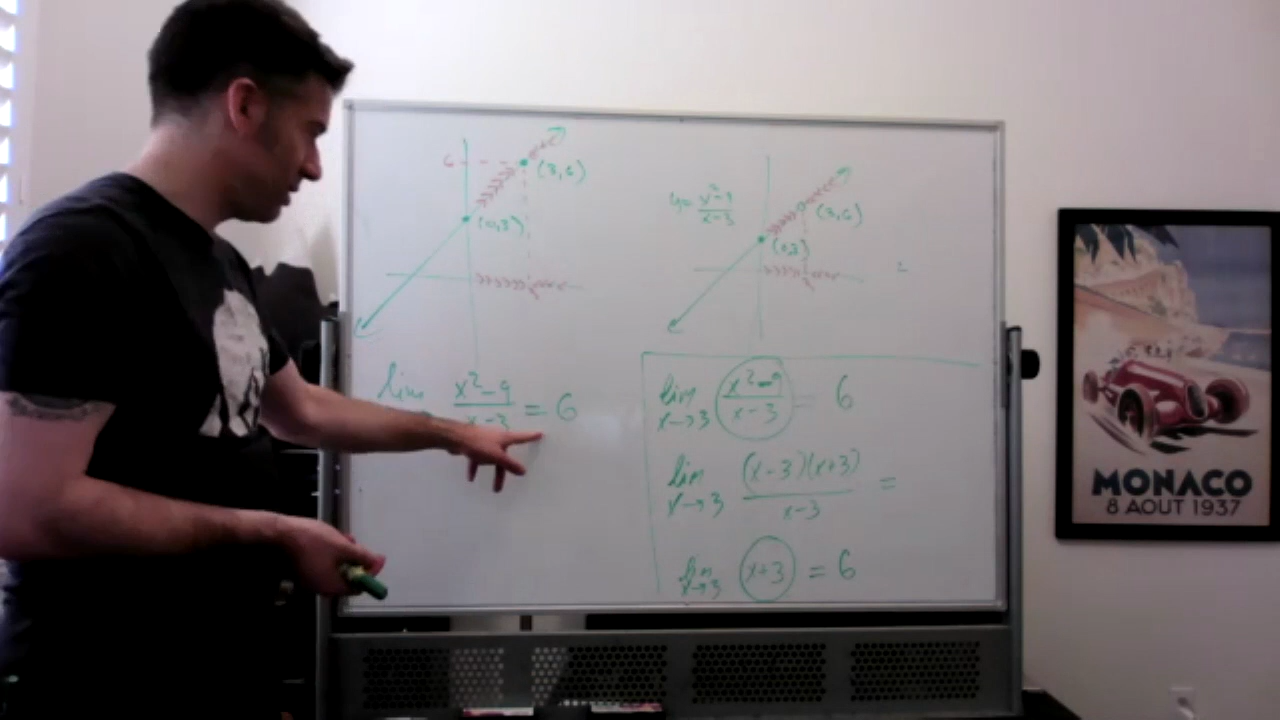 6
(3,6)
(0,3)
lim x²-9 / x-3 = 6
y= x²-9 / x-3
(3,6)
(0,3)
lim x→3 x²-9 / x-3 = 6
lim x→3 (x-3)(x+3) / x-3 =
lim x→3 x+3 = 6
MONACO
8 AOUT 1937